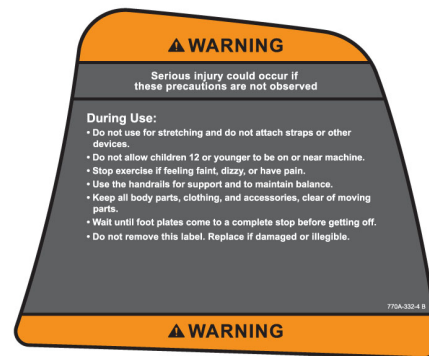 ⚠ WARNING
Serious injury could occur if
these precautions are not observed
During Use:
• Do not use for stretching and do not attach straps or other
devices.
• Do not allow children 12 or younger to be on or near machine.
• Stop exercise if feeling faint, dizzy, or have pain.
• Use the handrails for support and to maintain balance.
• Keep all body parts, clothing, and accessories, clear of moving
parts.
• Wait until foot plates come to a complete stop before getting off.
• Do not remove this label. Replace if damaged or illegible.
770A-332-4 B
⚠ WARNING